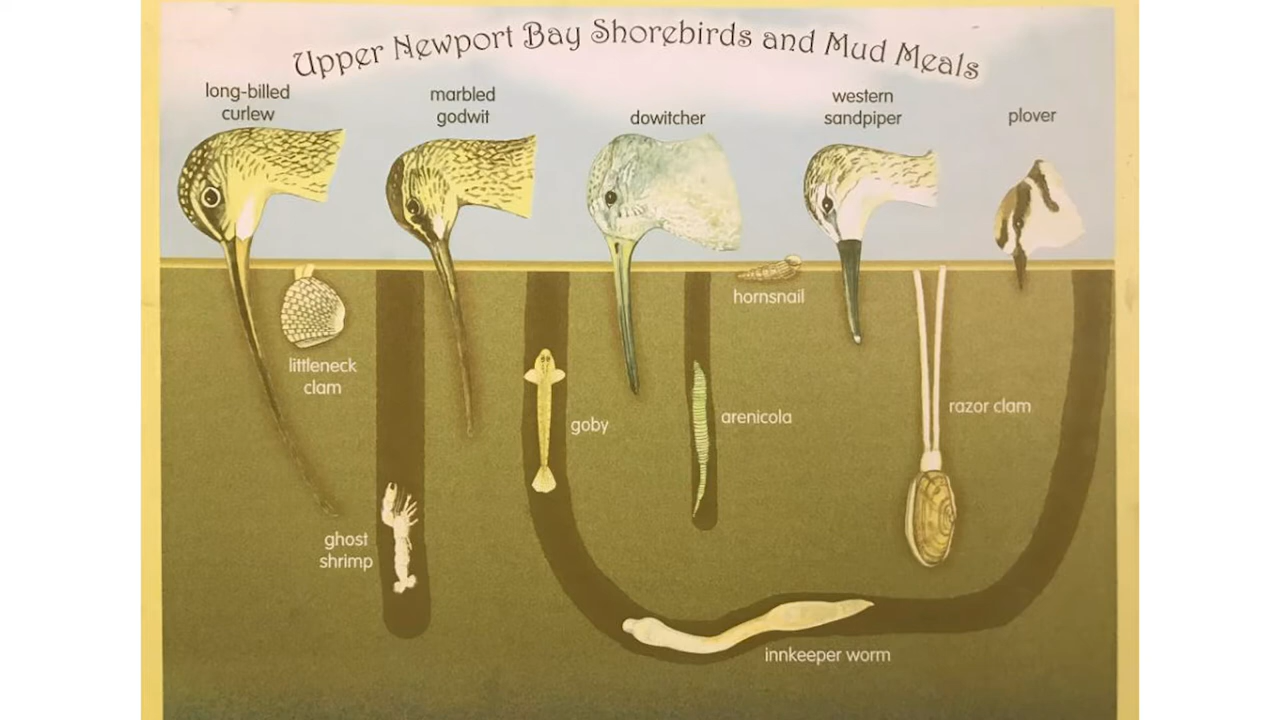 Upper Newport Bay Shorebirds and Mud Meals
long-billed
curlew
marbled
godwit
dowitcher
western
sandpiper
plover
hornsnail
littleneck
clam
goby
arenicola
razor clam
ghost
shrimp
innkeeper worm